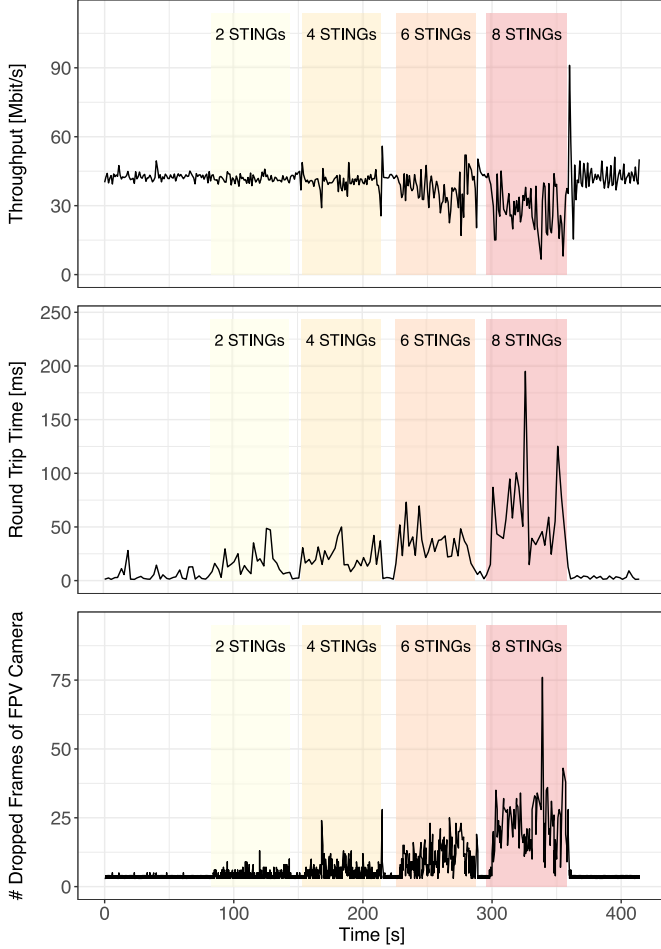 2 STINGs 4 STINGs 6 STINGs 8 STINGs
Throughput [Mbit/s]
90
60
30
0
2 STINGs 4 STINGs 6 STINGs 8 STINGs
Round Trip Time [ms]
250
200
150
100
50
0
2 STINGs 4 STINGs 6 STINGs 8 STINGs
# Dropped Frames of FPV Camera
75
50
25
0
0 100 200 300 400
Time [s]